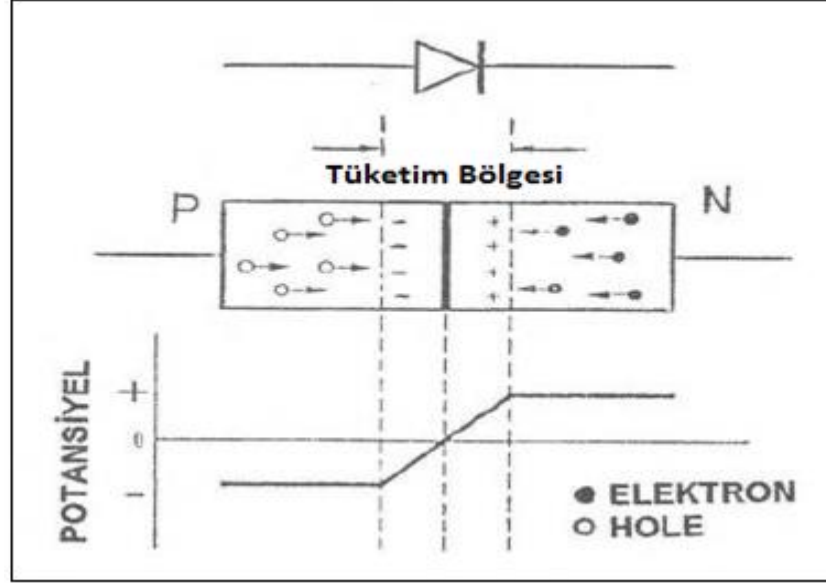 Tüketim Bölgesi
P
N
POTANSİYEL
+
0
-
ELEKTRON
HOLE